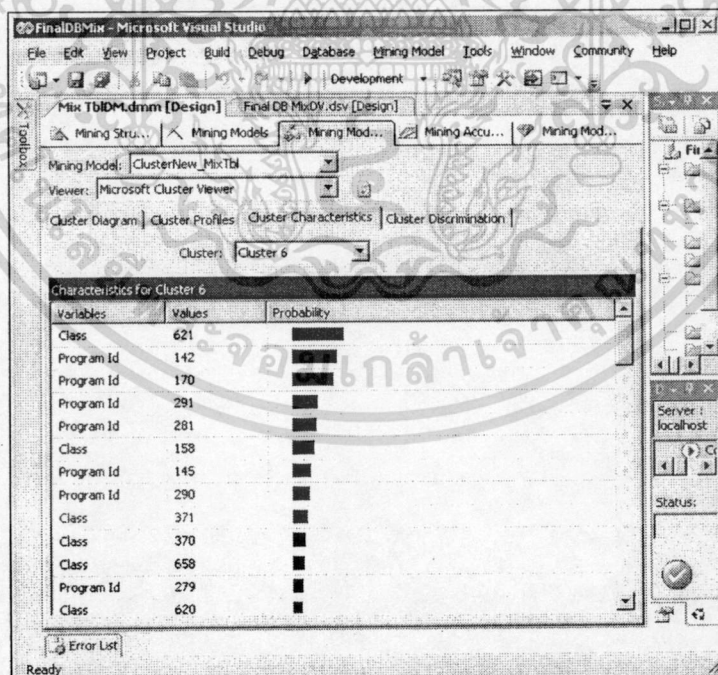 FinalDBMix - Microsoft Visual Studio
File Edit View Project Build Debug Database Mining Model Tools Window Community Help
Development
Toolbox
Mix TblDM.dmm [Design] Final DB MixDV.dsv [Design]
Mining Stru... Mining Models Mining Mod... Mining Accu... Mining Mod...
Mining Model: ClusterNew_MixTbl
Viewer: Microsoft Cluster Viewer
Cluster Diagram Cluster Profiles Cluster Characteristics Cluster Discrimination
Cluster: Cluster 6
Characteristics for Cluster 6
Variables Values Probability
Class 621
Program Id 142
Program Id 170
Program Id 291
Program Id 281
Class 158
Program Id 145
Program Id 290
Class 371
Class 370
Class 658
Program Id 279
Class 620
Server :
localhost
Status:
Error List
Ready